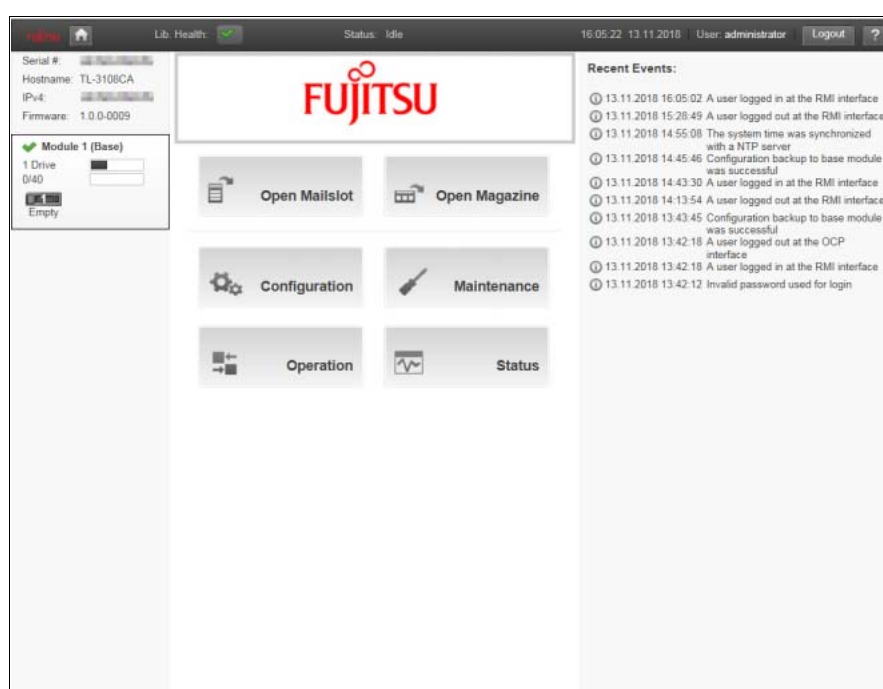 Lib. Health:
Status: Idle
16:05:22 13.11.2018 User: administrator Logout ?
Serial #:
Hostname: TL-3108CA
IPv4:
Firmware: 1.0.0-0009
Module 1 (Base)
1 Drive
0/40
Empty
FUJITSU
Open Mailslot
Open Magazine
Configuration
Maintenance
Operation
Status
Recent Events:
13.11.2018 16:05:02 A user logged in at the RMI interface
13.11.2018 15:28:49 A user logged out at the RMI interface
13.11.2018 14:55:08 The system time was synchronized
with a NTP server
13.11.2018 14:45:46 Configuration backup to base module
was successful
13.11.2018 14:43:30 A user logged in at the RMI interface
13.11.2018 14:13:54 A user logged out at the RMI interface
13.11.2018 13:43:45 Configuration backup to base module
was successful
13.11.2018 13:42:18 A user logged out at the OCP
interface
13.11.2018 13:42:18 A user logged in at the RMI interface
13.11.2018 13:42:12 Invalid password used for login